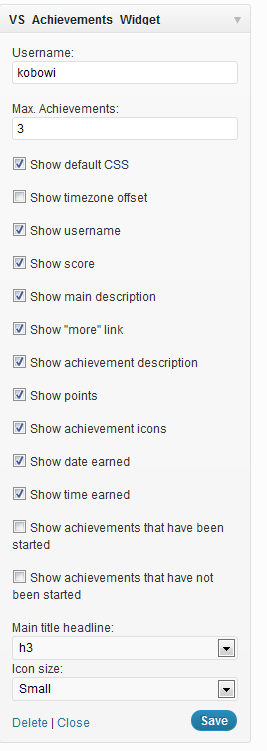 VS Achievements Widget
Username:
kobowi
Max. Achievements:
3
Show default CSS
Show timezone offset
Show username
Show score
Show main description
Show "more" link
Show achievement description
Show points
Show achievement icons
Show date earned
Show time earned
Show achievements that have been
started
Show achievements that have not
been started
Main title headline:
h3
Icon size:
Small
Delete | Close Save